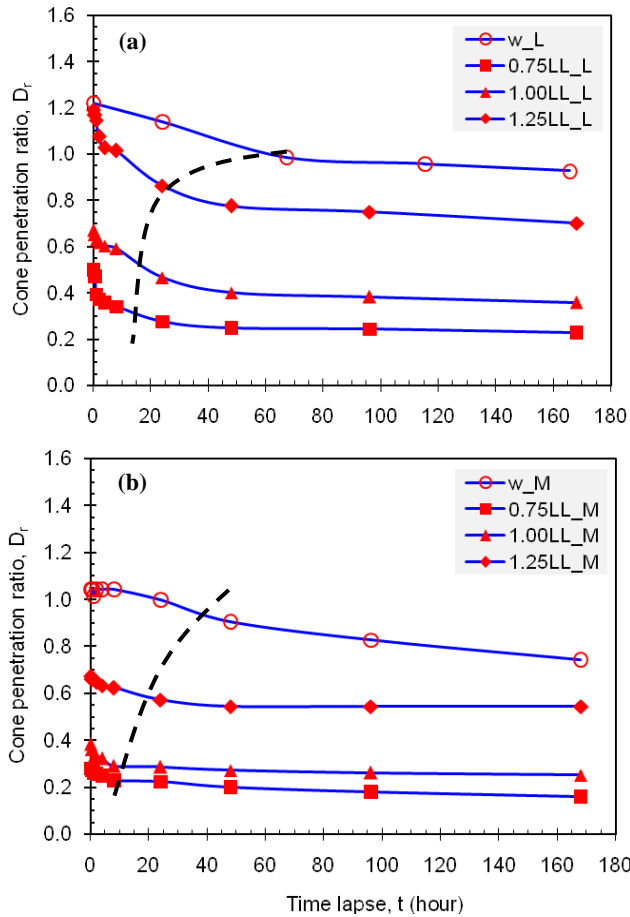 (a)
w_L
0.75LL_L
1.00LL_L
1.25LL_L
Cone penetration ratio, Dr
1.6
1.4
1.2
1.0
0.8
0.6
0.4
0.2
0.0
0 20 40 60 80 100 120 140 160 180
(b)
w_M
0.75LL_M
1.00LL_M
1.25LL_M
Cone penetration ratio, Dr
1.6
1.4
1.2
1.0
0.8
0.6
0.4
0.2
0.0
0 20 40 60 80 100 120 140 160 180
Time lapse, t (hour)